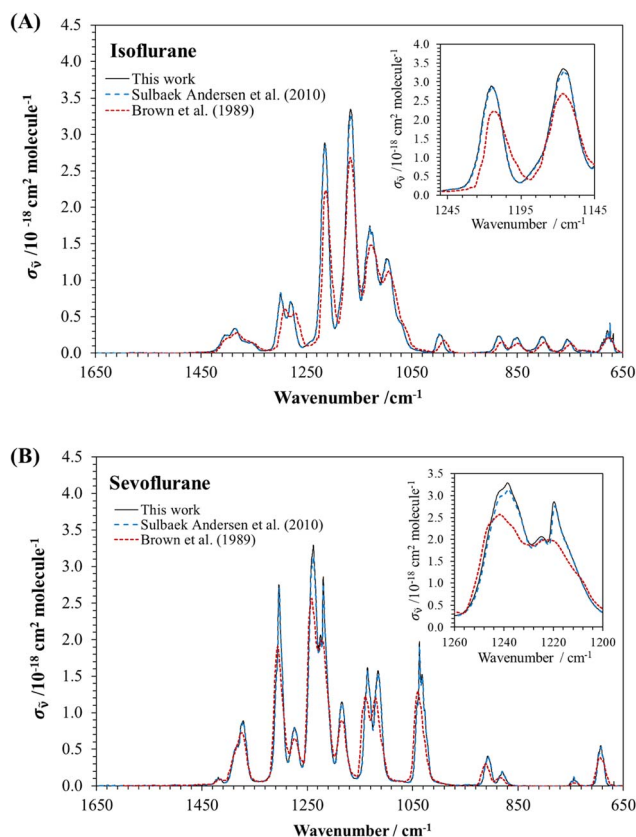 (A)
Isoflurane
This work
Sulbaek Andersen et al. (2010)
Brown et al. (1989)
σṽ /10 -18 cm2 molecule-1
4.5
4.0
3.5
3.0
2.5
2.0
1.5
1.0
0.5
0.0
1650 1450 1250 1050 850 650
Wavenumber /cm-1
σṽ /10-18 cm2 molecule-1
4.0
3.5
3.0
2.5
2.0
1.5
1.0
0.5
0.0
1245 1195 1145
Wavenumber / cm-1
(B)
Sevoflurane
This work
Sulbaek Andersen et al. (2010)
Brown et al. (1989)
σṽ /10-18 cm2 molecule-1
4.5
4.0
3.5
3.0
2.5
2.0
1.5
1.0
0.5
0.0
1650 1450 1250 1050 850 650
Wavenumber /cm-1
σṽ /10-18 cm2 molecule-1
3.5
3.0
2.5
2.0
1.5
1.0
0.5
0.0
1260 1240 1220 1200
Wavenumber / cm-1